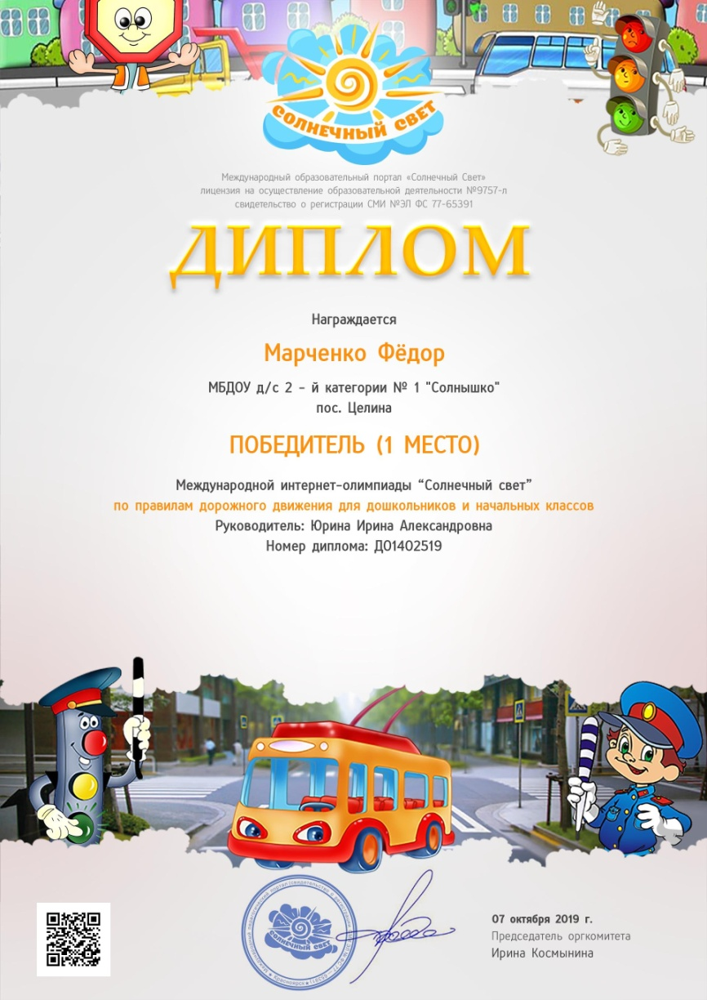 СОЛНЕЧНЫЙ СВЕТ
Международный образовательный портал «Солнечный Свет»
лицензия на осуществление образовательной деятельности №9757-л
свидетельство о регистрации СМИ №ЭЛ ФС 77-65391
ДИПЛОМ
Награждается
Марченко Фёдор
МБДОУ д/с 2 - й категории № 1 "Солнышко"
пос. Целина
ПОБЕДИТЕЛЬ (1 МЕСТО)
Международной интернет-олимпиады “Солнечный свет”
по правилам дорожного движения для дошкольников и начальных классов
Руководитель: Юрина Ирина Александровна
Номер диплома: ДО1402519
СОЛНЕЧНЫЙ СВЕТ
07 октября 2019 г.
Председатель оргкомитета
Ирина Космынина